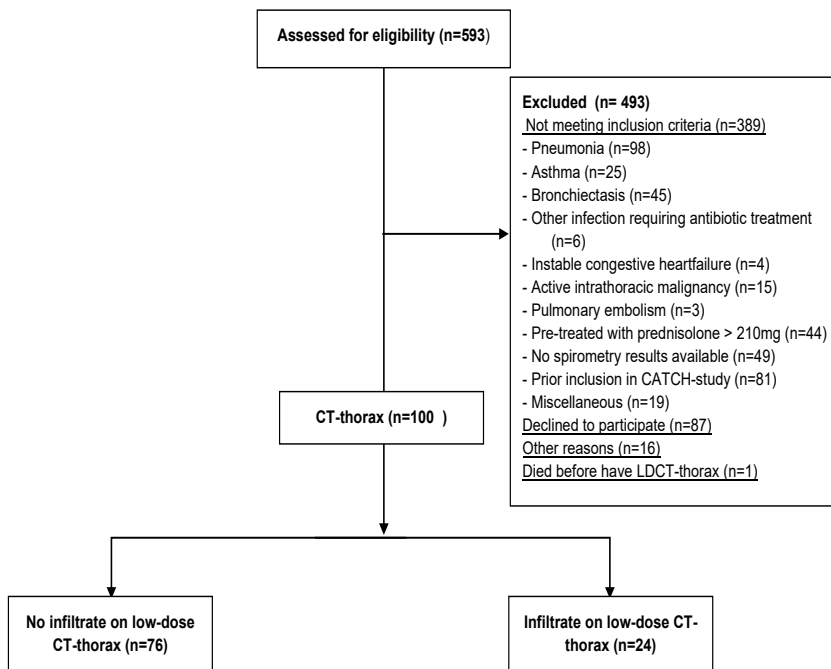 Assessed for eligibility (n=593)
Excluded (n= 493)
Not meeting inclusion criteria (n=389)
- Pneumonia (n=98)
- Asthma (n=25)
- Bronchiectasis (n=45)
- Other infection requiring antibiotic treatment
(n=6)
- Instable congestive heartfailure (n=4)
- Active intrathoracic malignancy (n=15)
- Pulmonary embolism (n=3)
- Pre-treated with prednisolone > 210mg (n=44)
- No spirometry results available (n=49)
- Prior inclusion in CATCH-study (n=81)
- Miscellaneous (n=19)
Declined to participate (n=87)
Other reasons (n=16)
Died before have LDCT-thorax (n=1)
CT-thorax (n=100 )
No infiltrate on low-dose
CT-thorax (n=76)
Infiltrate on low-dose CT-
thorax (n=24)